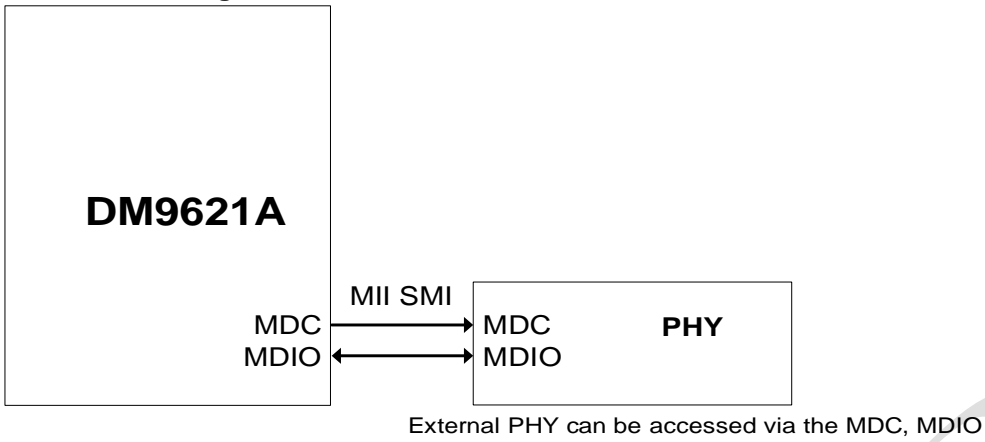 DM9621A
MII SMI
MDC MDC PHY
MDIO MDIO
External PHY can be accessed via the MDC, MDIO